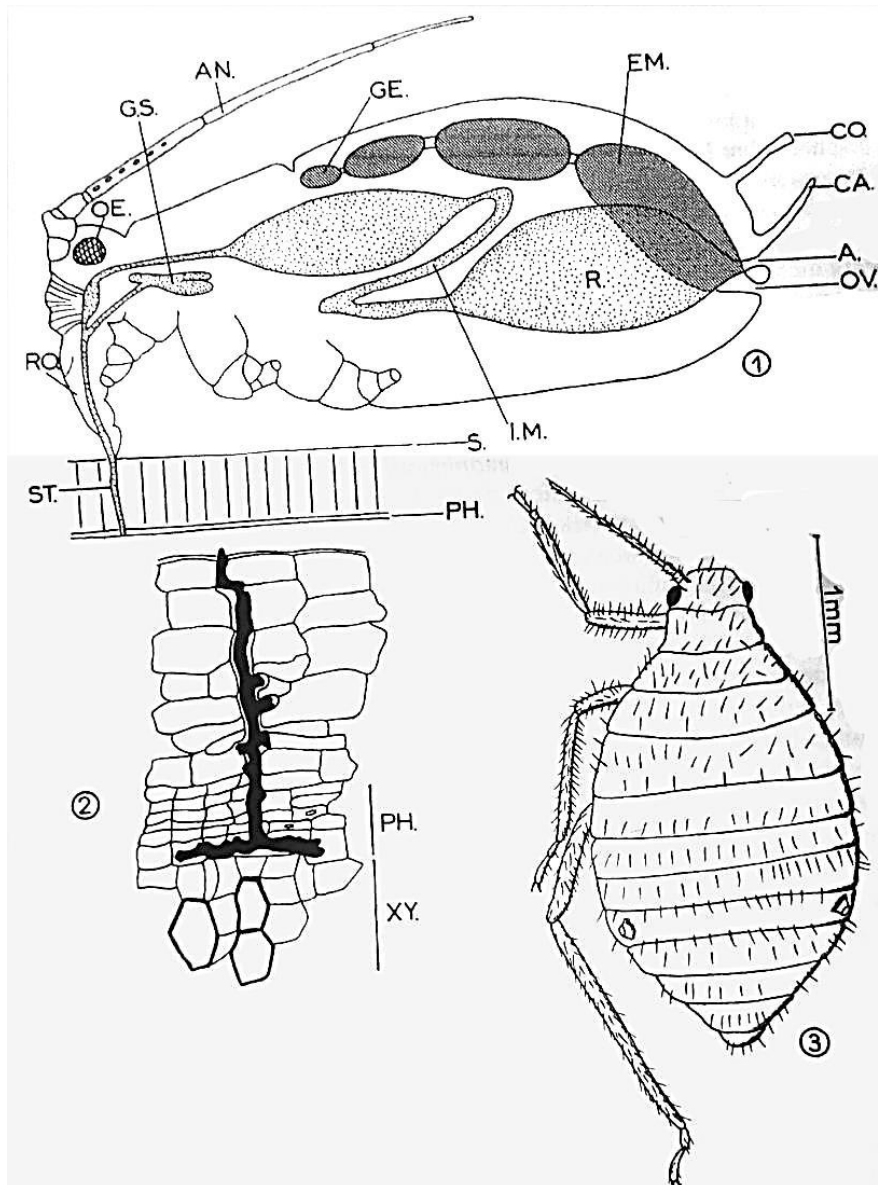 AN.
G.S.
GE.
EM.
CO.
CA.
OE.
A.
R.
OV.
RO.
①
I.M.
S.
ST.
PH.
1mm
②
PH.
XY.
③